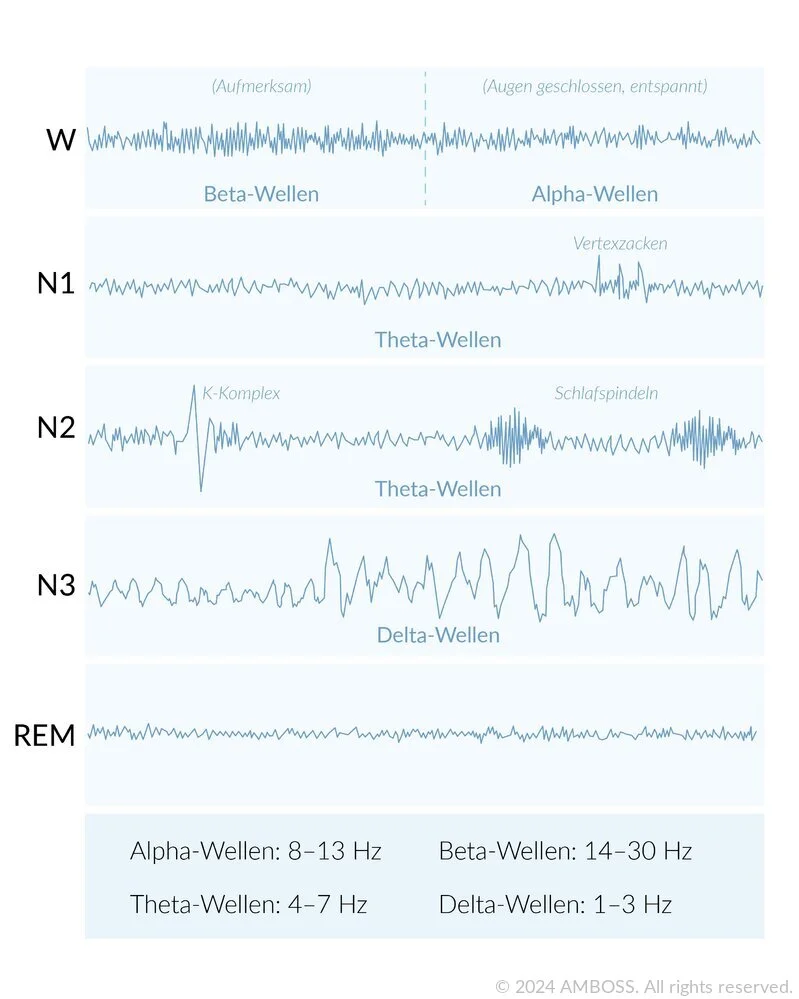 (Aufmerksam)
(Augen geschlossen, entspannt)
W
Beta-Wellen
Alpha-Wellen
Vertexzacken
N1
Theta-Wellen
K-Komplex
Schlafspindeln
N2
Theta-Wellen
N3
Delta-Wellen
REM
Alpha-Wellen: 8–13 Hz
Beta-Wellen: 14–30 Hz
Theta-Wellen: 4–7 Hz
Delta-Wellen: 1–3 Hz
© 2024 AMBOSS. All rights reserved.